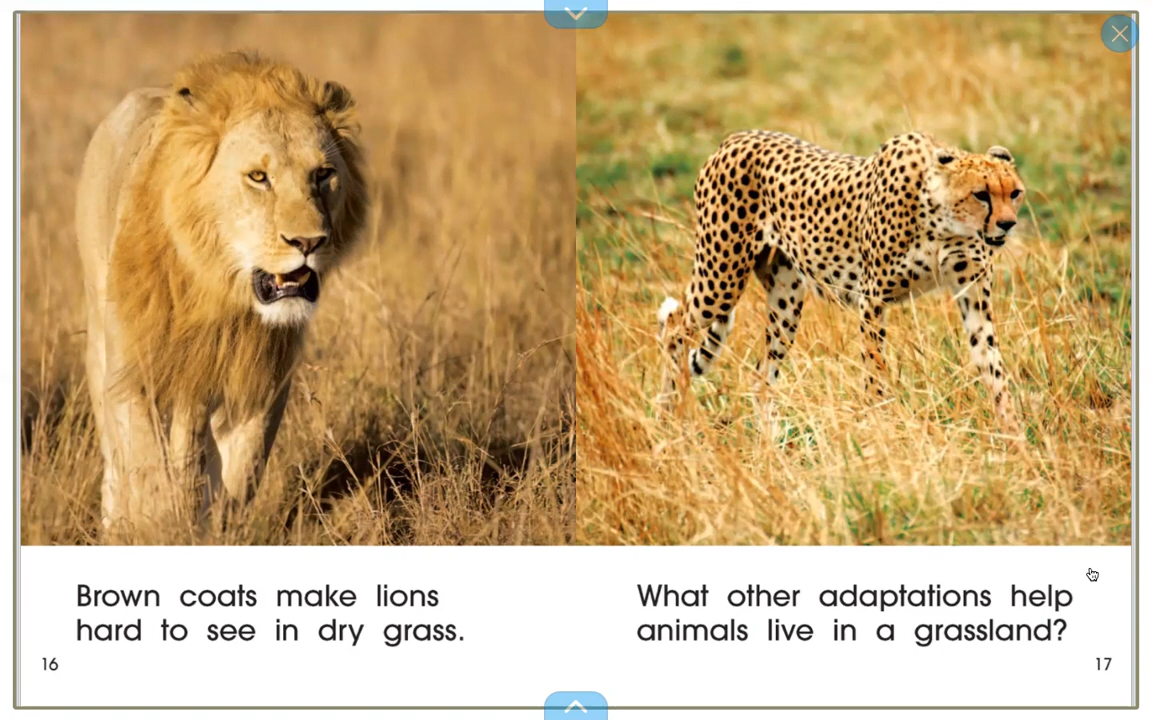 Brown coats make lions
hard to see in dry grass.
16
What other adaptations help
animals live in a grassland?
17